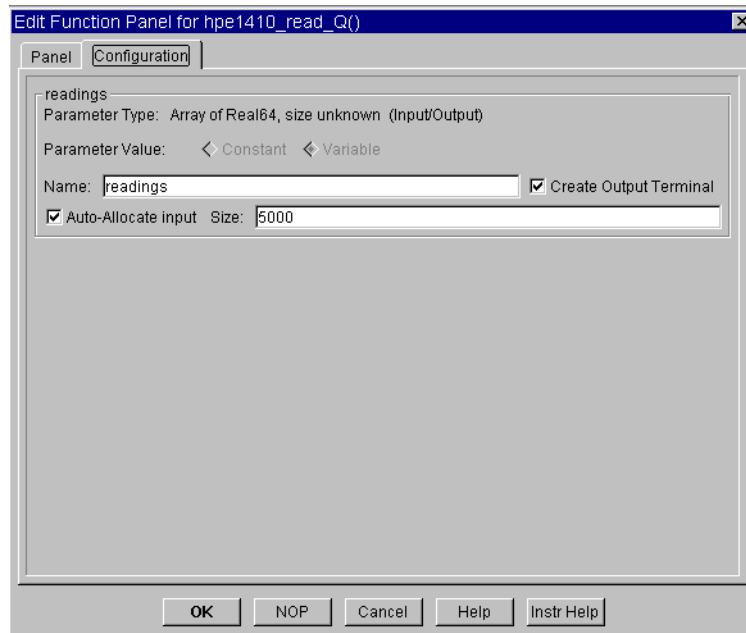 Edit Function Panel for hpe1410_read_Q()
Panel Configuration
readings
Parameter Type: Array of Real64, size unknown (Input/Output)
Parameter Value: Constant Variable
Name: readings Create Output Terminal
Auto-Allocate input Size: 5000
OK NOP Cancel Help Instr Help